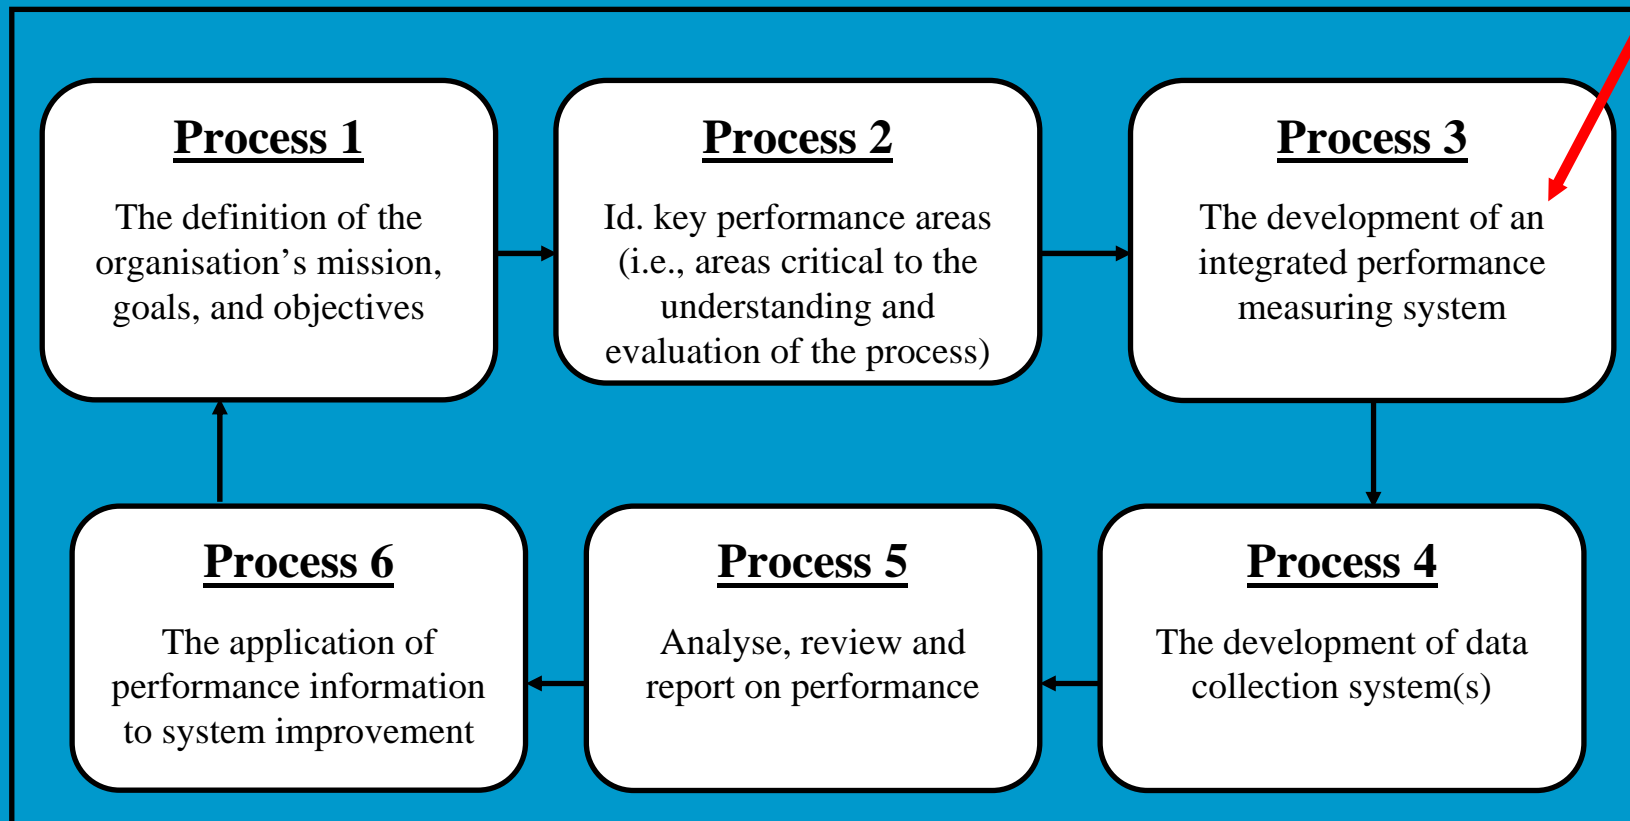 Process 1
The definition of the
organisation’s mission,
goals, and objectives
Process 2
Id. key performance areas
(i.e., areas critical to the
understanding and
evaluation of the process)
Process 3
The development of an
integrated performance
measuring system
Process 6
The application of
performance information
to system improvement
Process 5
Analyse, review and
report on performance
Process 4
The development of data
collection system(s)